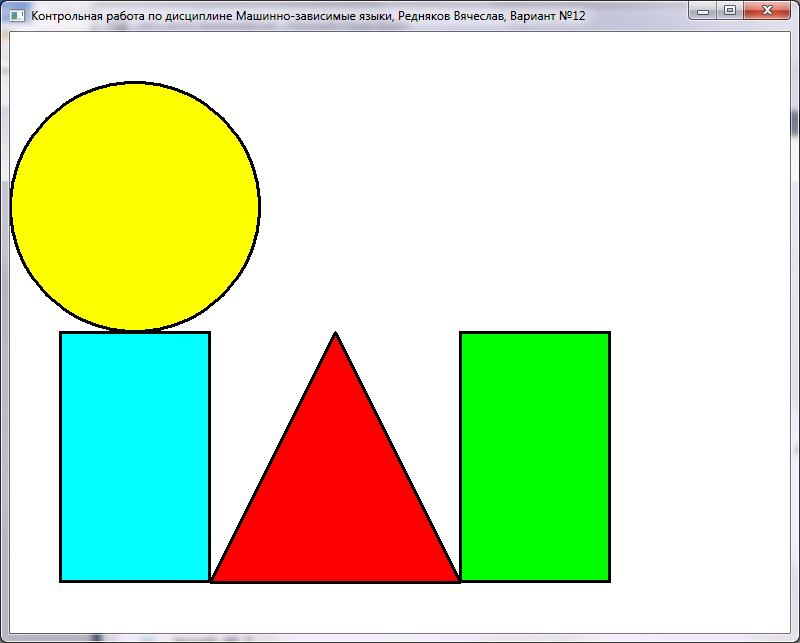 Контрольная работа по дисциплине Машинно-зависимые языки, Редняков Вячеслав, Вариант №12